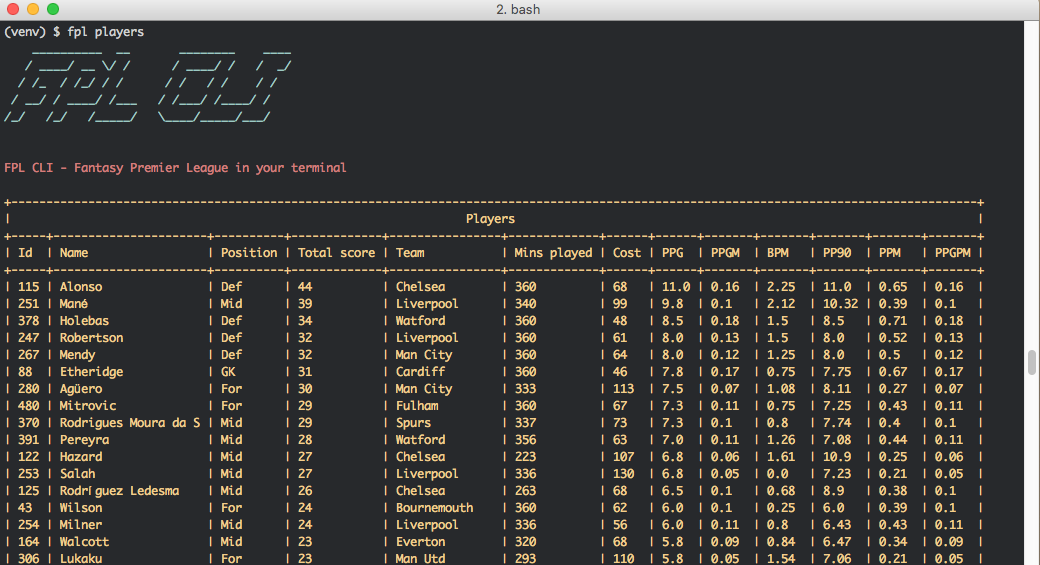 2. bash
(venv) $ fpl players
    __________  __       ________    ____
   / ____/ __ \/ /      / ____/ /   /  _/
  / /_  / /_/ / /      / /   / /    / /
 / __/ / ____/ /___   / /___/ /____/ /
/_/   /_/   /_____/   \____/_____/___/
FPL CLI - Fantasy Premier League in your terminal
Players
| Id | Name | Position | Total score | Team | Mins played | Cost | PPG | PPGM | BPM | PP90 | PPM | PPGPM |
| 115 | Alonso | Def | 44 | Chelsea | 360 | 68 | 11.0 | 0.16 | 2.25 | 11.0 | 0.65 | 0.16 |
| 251 | Mané | Mid | 39 | Liverpool | 340 | 99 | 9.8 | 0.1 | 2.12 | 10.32 | 0.39 | 0.1 |
| 378 | Holebas | Def | 34 | Watford | 360 | 48 | 8.5 | 0.18 | 1.5 | 8.5 | 0.71 | 0.18 |
| 247 | Robertson | Def | 32 | Liverpool | 360 | 61 | 8.0 | 0.13 | 1.5 | 8.0 | 0.52 | 0.13 |
| 267 | Mendy | Def | 32 | Man City | 360 | 64 | 8.0 | 0.12 | 1.25 | 8.0 | 0.5 | 0.12 |
| 88 | Etheridge | GK | 31 | Cardiff | 360 | 46 | 7.8 | 0.17 | 0.75 | 7.75 | 0.67 | 0.17 |
| 280 | Agüero | For | 30 | Man City | 333 | 113 | 7.5 | 0.07 | 1.08 | 8.11 | 0.27 | 0.07 |
| 480 | Mitrovic | For | 29 | Fulham | 360 | 67 | 7.3 | 0.11 | 0.75 | 7.25 | 0.43 | 0.11 |
| 370 | Rodrigues Moura da S | Mid | 29 | Spurs | 337 | 73 | 7.3 | 0.1 | 0.8 | 7.74 | 0.4 | 0.1 |
| 391 | Pereyra | Mid | 28 | Watford | 356 | 63 | 7.0 | 0.11 | 1.26 | 7.08 | 0.44 | 0.11 |
| 122 | Hazard | Mid | 27 | Chelsea | 223 | 107 | 6.8 | 0.06 | 1.61 | 10.9 | 0.25 | 0.06 |
| 253 | Salah | Mid | 27 | Liverpool | 336 | 130 | 6.8 | 0.05 | 0.0 | 7.23 | 0.21 | 0.05 |
| 125 | Rodríguez Ledesma | Mid | 26 | Chelsea | 263 | 68 | 6.5 | 0.1 | 0.68 | 8.9 | 0.38 | 0.1 |
| 43 | Wilson | For | 24 | Bournemouth | 360 | 62 | 6.0 | 0.1 | 0.25 | 6.0 | 0.39 | 0.1 |
| 254 | Milner | Mid | 24 | Liverpool | 336 | 56 | 6.0 | 0.11 | 0.8 | 6.43 | 0.43 | 0.11 |
| 164 | Walcott | Mid | 23 | Everton | 320 | 68 | 5.8 | 0.09 | 0.84 | 6.47 | 0.34 | 0.09 |
| 306 | Lukaku | For | 23 | Man Utd | 293 | 110 | 5.8 | 0.05 | 1.54 | 7.06 | 0.21 | 0.05 |